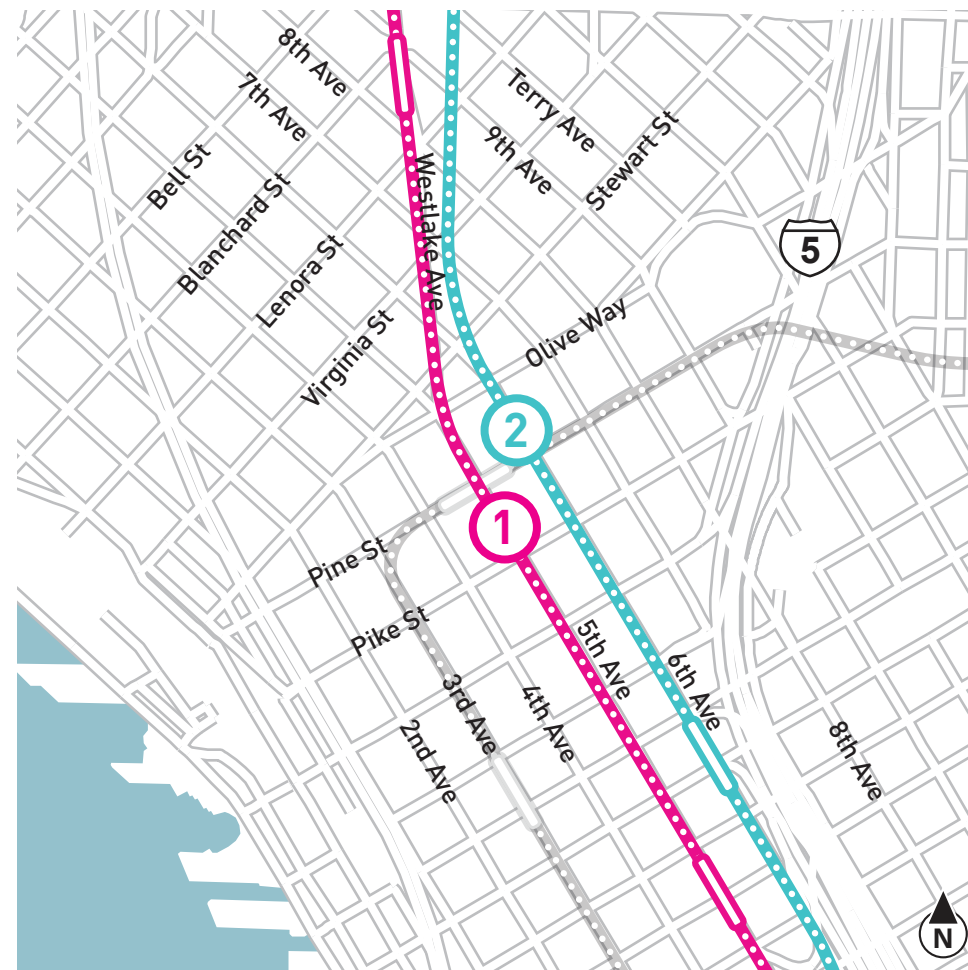 8th Ave
7th Ave
Terry Ave
9th Ave
Stewart St
Bell St
Westlake Ave
Blanchard St
Lenora St
5
Virginia St
Olive Way
2
1
Pine St
Pike St
5th Ave
6th Ave
3rd Ave
4th Ave
2nd Ave
8th Ave
N